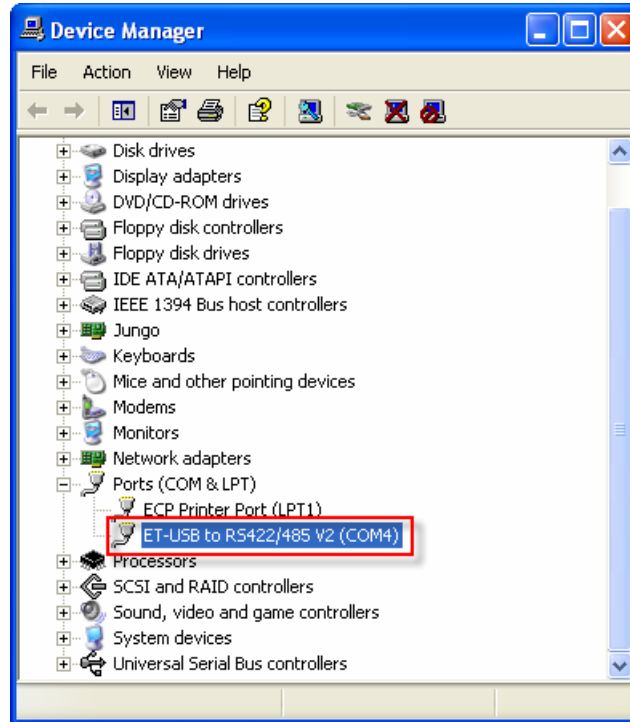 Device Manager
File Action View Help
Disk drives
Display adapters
DVD/CD-ROM drives
Floppy disk controllers
Floppy disk drives
IDE ATA/ATAPI controllers
IEEE 1394 Bus host controllers
Jungo
Keyboards
Mice and other pointing devices
Modems
Monitors
Network adapters
Ports (COM & LPT)
ECP Printer Port (LPT1)
ET-USB to RS422/485 V2 (COM4)
Processors
SCSI and RAID controllers
Sound, video and game controllers
System devices
Universal Serial Bus controllers